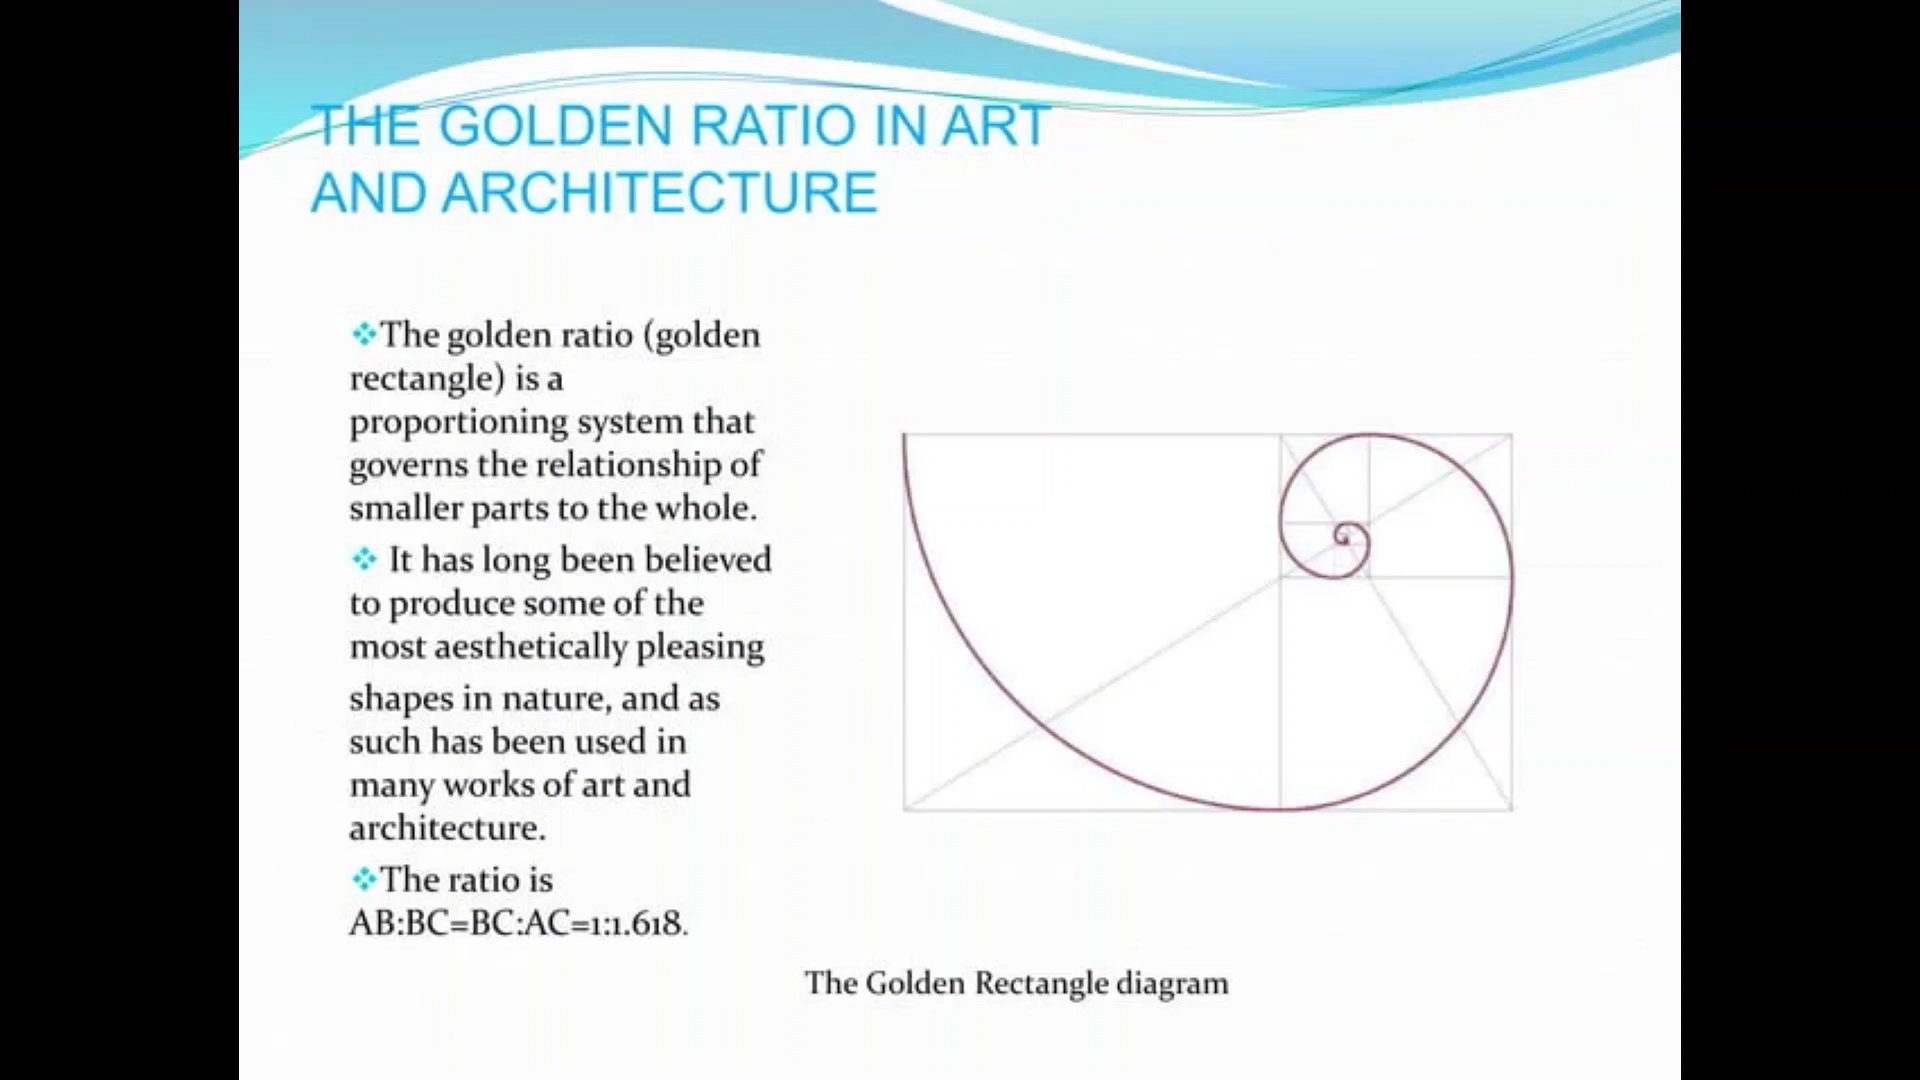 THE GOLDEN RATIO IN ART
AND ARCHITECTURE
The golden ratio (golden
rectangle) is a
proportioning system that
governs the relationship of
smaller parts to the whole.
It has long been believed
to produce some of the
most aesthetically pleasing
shapes in nature, and as
such has been used in
many works of art and
architecture.
The ratio is
AB:BC=BC:AC=1:1.618.
The Golden Rectangle diagram